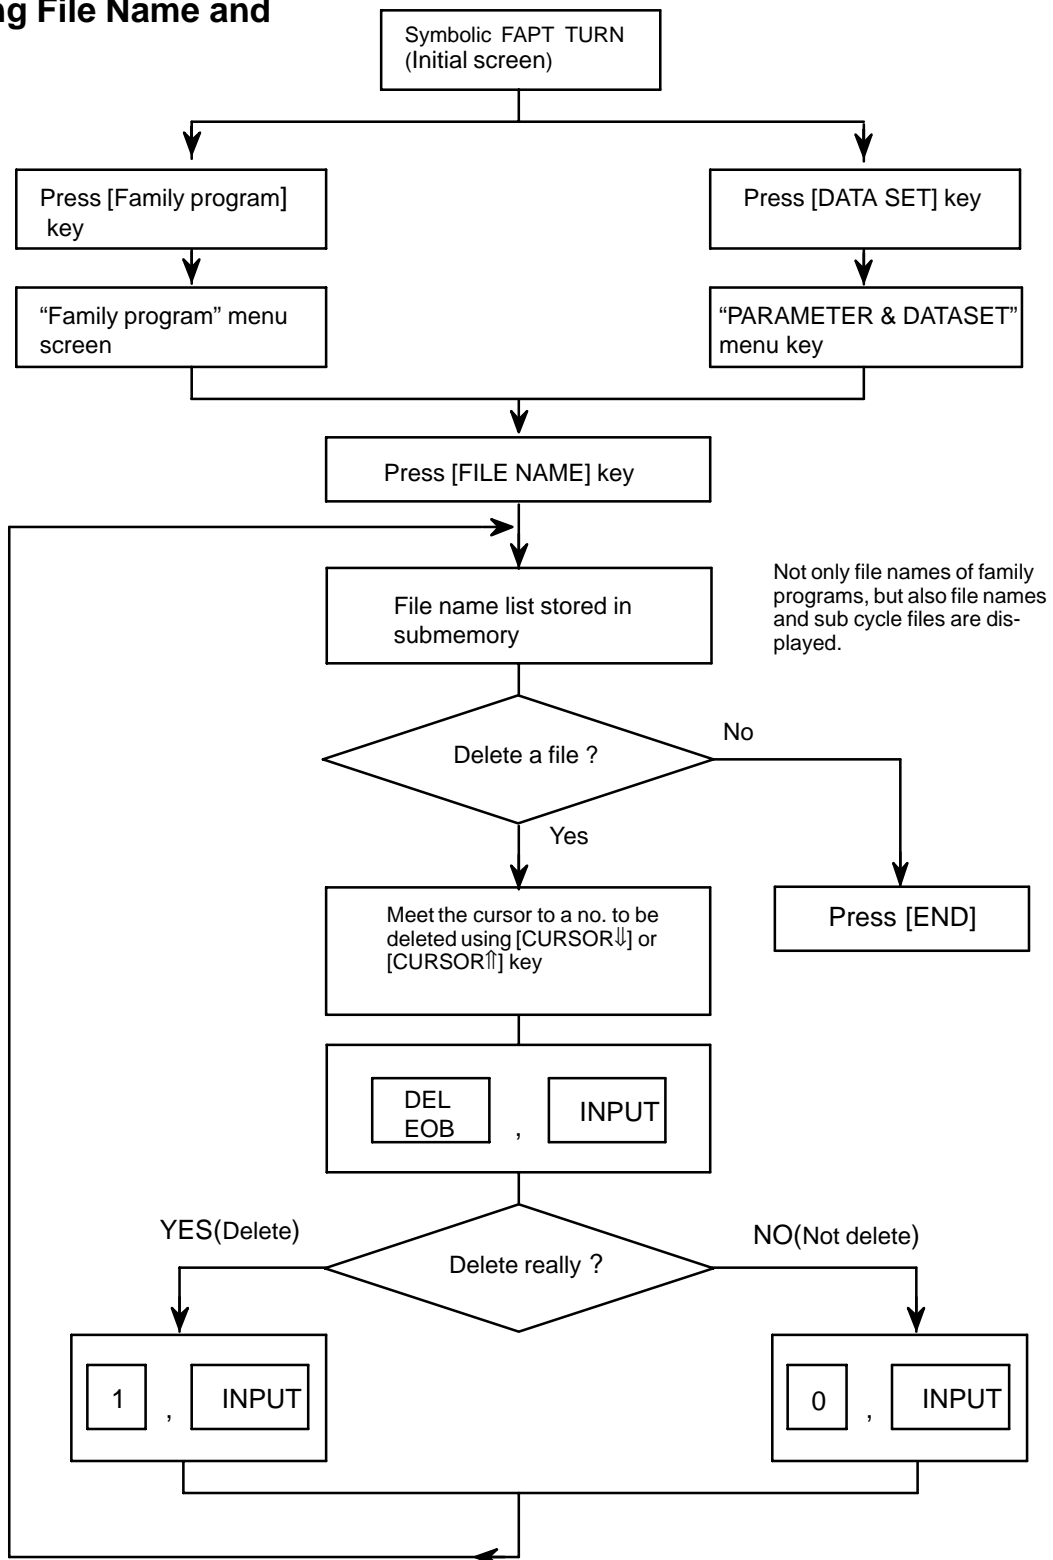 ng File Name and
Symbolic FAPT TURN
(Initial screen)
Press [Family program]
key
Press [DATA SET] key
“Family program” menu
screen
“PARAMETER & DATASET”
menu key
Press [FILE NAME] key
File name list stored in
submemory
Not only file names of family
programs, but also file names
and sub cycle files are dis-
played.
Delete a file ?
No
Yes
Meet the cursor to a no. to be
deleted using [CURSOR⇓] or
[CURSOR⇑] key
Press [END]
DEL
EOB
, INPUT
YES(Delete)
NO(Not delete)
Delete really ?
1 , INPUT
0 , INPUT